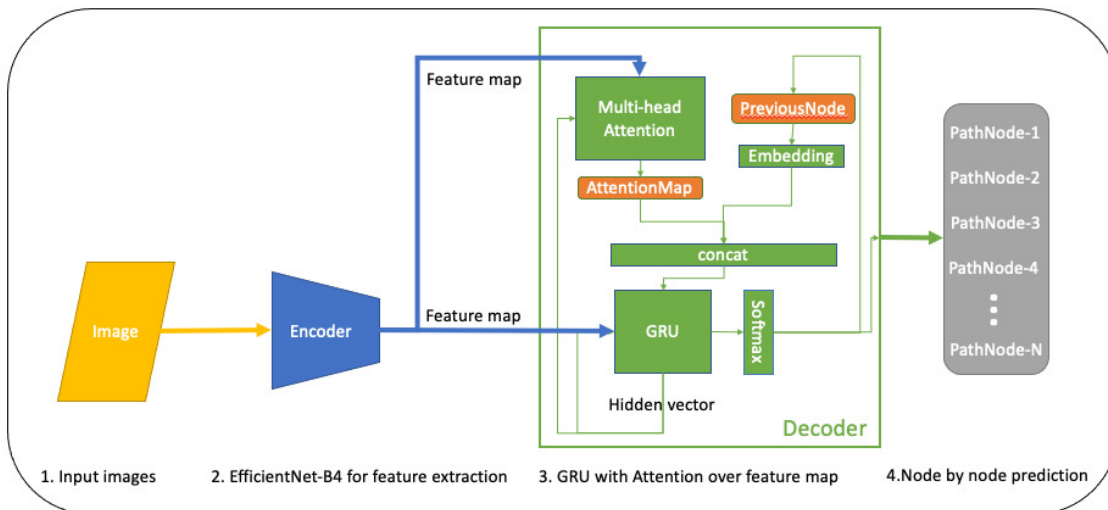 Feature map
Multi-head
Attention
PreviousNode
Embedding
AttentionMap
concat
Image
Encoder
Feature map
GRU
Softmax
Hidden vector
Decoder
PathNode-1
PathNode-2
PathNode-3
PathNode-4
PathNode-N
1. Input images
2. EfficientNet-B4 for feature extraction
3. GRU with Attention over feature map
4.Node by node prediction